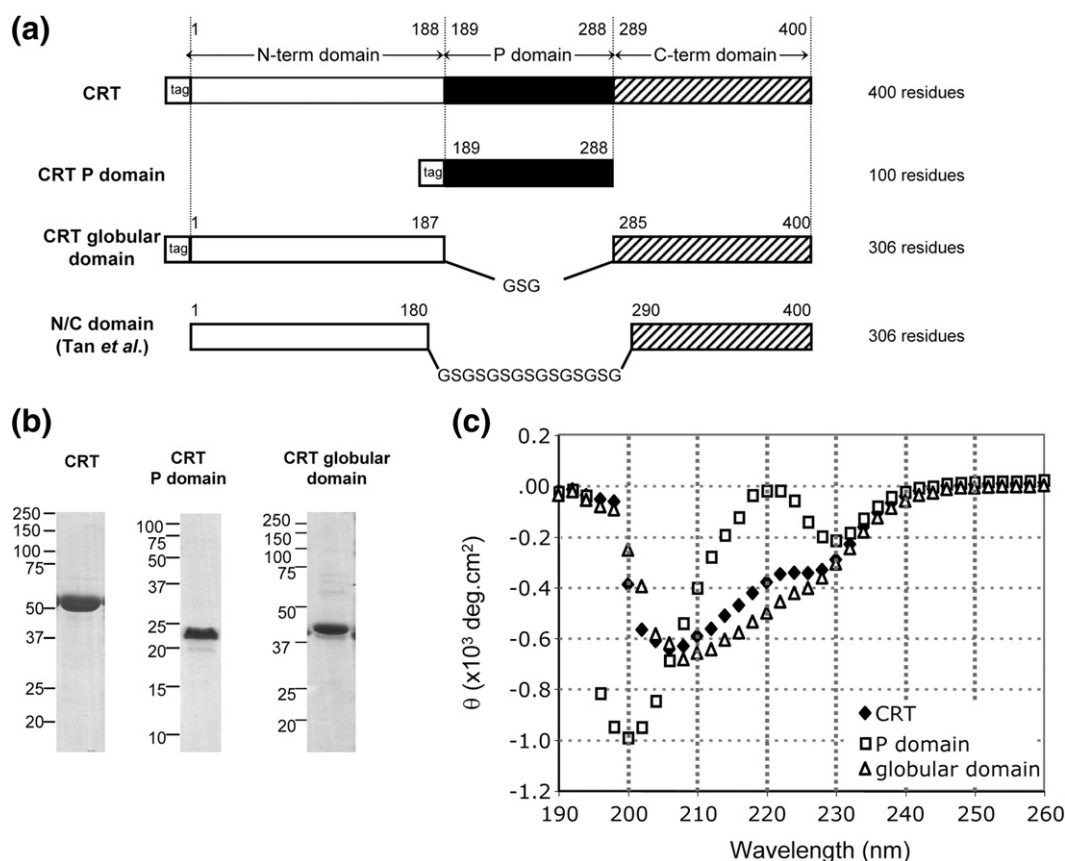 (a)
1 188 189 288 289 400
N-term domain P domain C-term domain
CRT tag 400 residues
189 288
CRT P domain tag 100 residues
1 187 285 400
CRT globular domain tag 306 residues
GSG
1 180 290 400
N/C domain (Tan et al.) 306 residues
GSGSGSGSGSGSGSG
(b)
CRT
CRT P domain
CRT globular domain
250
150
100
75
50
37
25
20
100
75
50
37
25
20
15
10
250
150
100
75
50
37
25
20
(c)
0.2
.00
-0.2
-0.4
-0.6
-0.8
-1.0
-1.2
θ (x10³ deg.cm²)
CRT
P domain
globular domain
190 200 210 220 230 240 250 260
Wavelength (nm)